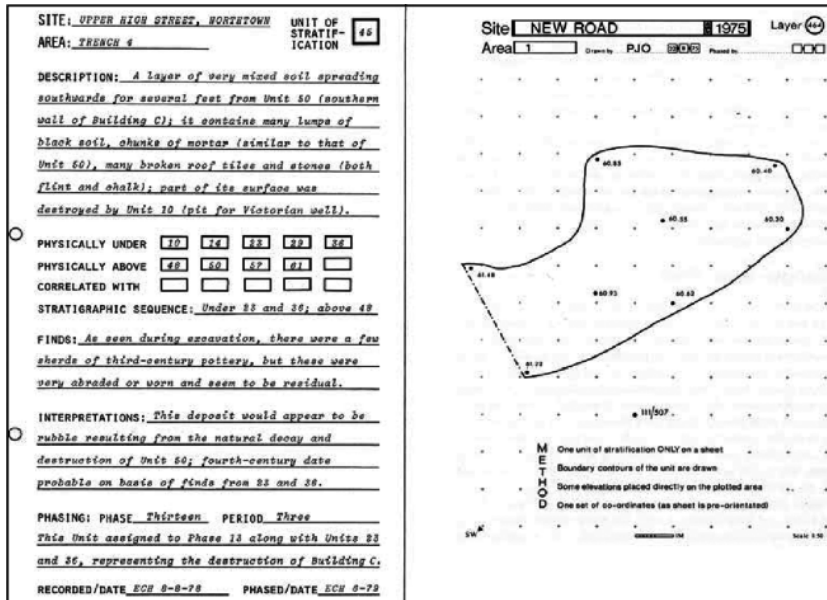 SITE: UPPER HIGH STREET, NORTHTOWN
AREA: TRENCH 4
UNIT OF
STRATIF-
ICATION
45
DESCRIPTION: A layer of very mixed soil spreading
southwards for several feet from Unit 50 (southern
wall of Building C); it contains many lumps of
black soil, chunks of mortar (similar to that of
Unit 50), many broken roof tiles and stones (both
flint and chalk); part of its surface was
destroyed by Unit 10 (pit for Victorian well).
PHYSICALLY UNDER 10 14 23 29 36
PHYSICALLY ABOVE 48 50 57 61
CORRELATED WITH
STRATIGRAPHIC SEQUENCE: Under 23 and 36; above 48
FINDS: As seen during excavation, there were a few
sherds of third-century pottery, but these were
very abraded or worn and seem to be residual.
INTERPRETATIONS: This deposit would appear to be
rubble resulting from the natural decay and
destruction of Unit 50; fourth-century date
probable on basis of finds from 23 and 36.
PHASING: PHASE Thirteen PERIOD Three
This Unit assigned to Phase 13 along with Units 23
and 36, representing the destruction of Building C.
RECORDED/DATE ECH 8-8-78 PHASED/DATE ECH 8-79
Site NEW ROAD 1975 Layer 464
Area 1 Drawn by PJO Passed by
60.85
60.40
60.55
60.30
61.48
60.93
60.63
111/507
METHOD
One unit of stratification ONLY on a sheet
Boundary contours of the unit are drawn
Some elevations placed directly on the plotted area
One set of co-ordinates (as sheet is pre-orientated)
SW
1M
Scale 1:50